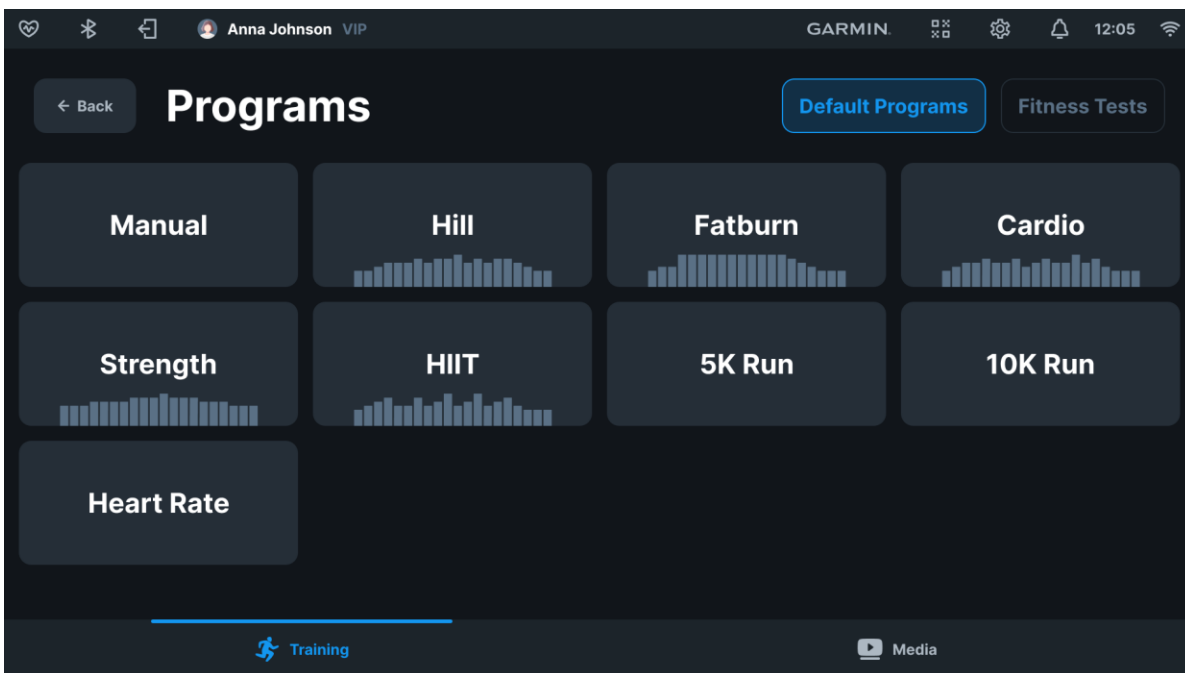 Anna Johnson VIP
GARMIN.
12:05
← Back
Programs
Default Programs
Fitness Tests
Manual
Hill
Fatburn
Cardio
Strength
HIIT
5K Run
10K Run
Heart Rate
Training
Media